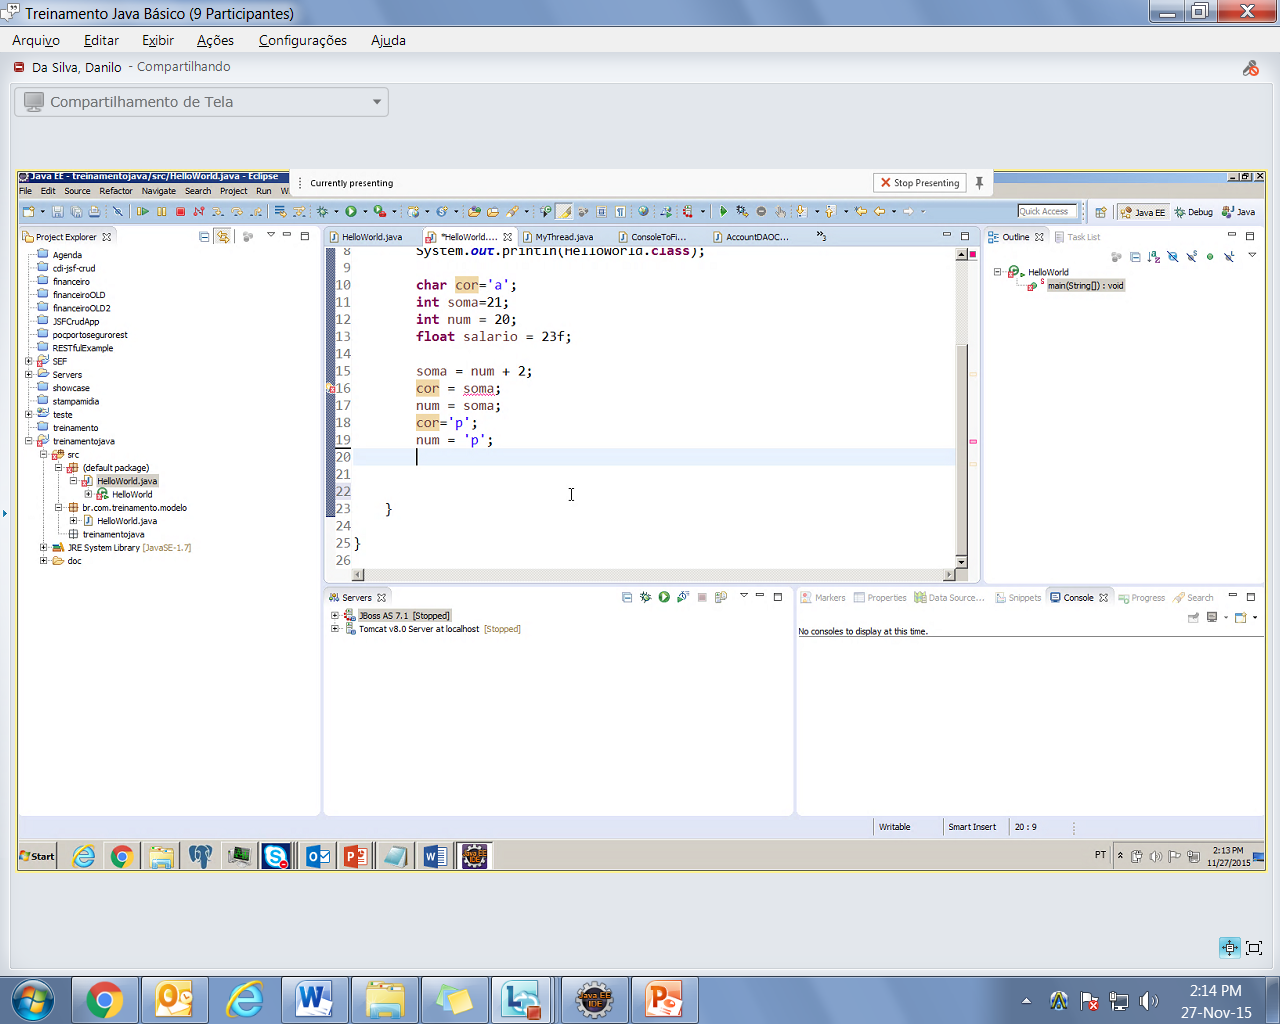 Treinamento Java Básico (9 Participantes)
Arquivo Editar Exibir Ações Configurações Ajuda
Da Silva, Danilo - Compartilhando
Compartilhamento de Tela
Java EE - treinamentojava/src/HelloWorld.java - Eclipse
Currently presenting
Stop Presenting
File Edit Source Refactor Navigate Search Project Run W
Quick Access
Java EE
Debug
Java
Project Explorer
HelloWorld.java
*HelloWorld....
MyThread.java
ConsoleToFi...
AccountDAOC...
»3
Outline
Task List
Agenda
cdi-jsf-crud
financeiro
financeiroOLD
financeiroOLD2
JSFCrudApp
pocportosegurorest
RESTfulExample
SEF
Servers
showcase
stampamidia
teste
treinamento
treinamentojava
src
(default package)
HelloWorld.java
HelloWorld
br.com.treinamento.modelo
HelloWorld.java
treinamentojava
JRE System Library [JavaSE-1.7]
doc
8 System.out.println(HelloWorld.class);
9
10 char cor='a';
11 int soma=21;
12 int num = 20;
13 float salario = 23f;
14
15 soma = num + 2;
16 cor = soma;
17 num = soma;
18 cor='p';
19 num = 'p';
20
21
22
23 }
24
25 }
26
HelloWorld
main(String[]) : void
Servers
JBoss AS 7.1 [Stopped]
Tomcat v8.0 Server at localhost [Stopped]
Markers
Properties
Data Source...
Snippets
Console
Progress
Search
No consoles to display at this time.
Writable
Smart Insert
20 : 9
Start
PT
2:13 PM
11/27/2015
2:14 PM
27-Nov-15